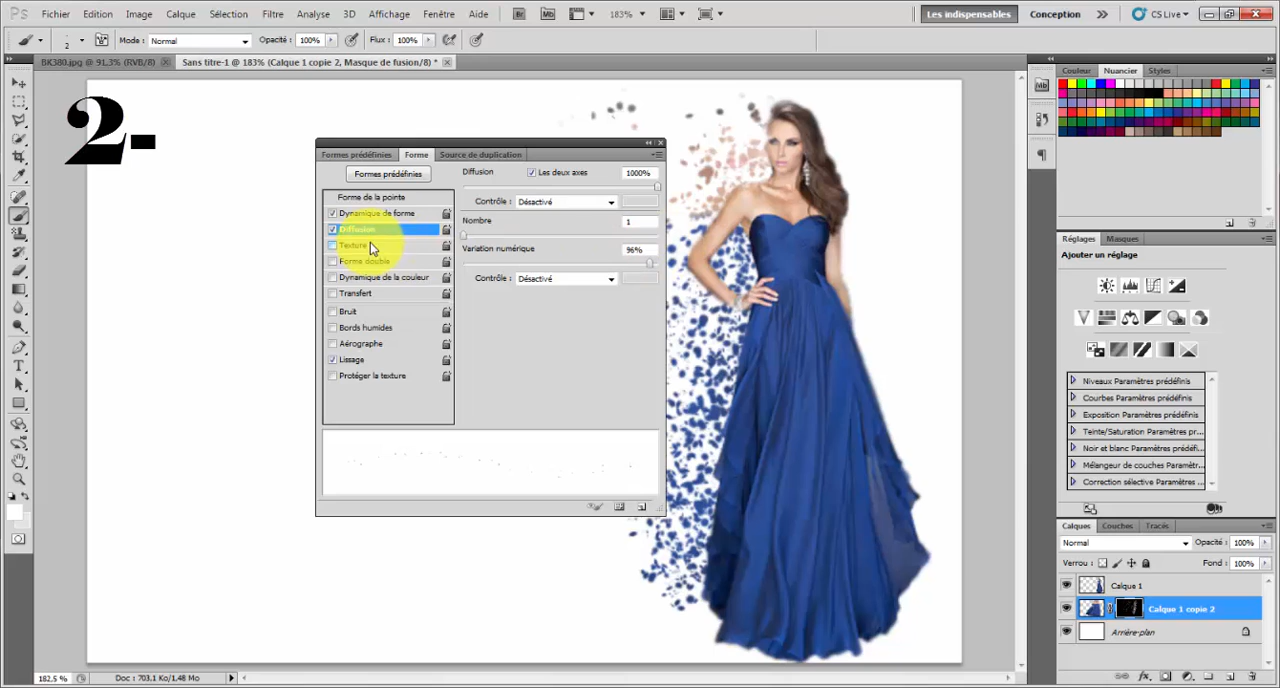 Ps Fichier Edition Image Calque Sélection Filtre Analyse 3D Affichage Fenêtre Aide Br Mb 183% Les indispensables Conception CS Live
2 Mode: Normal Opacité: 100% Flux: 100%
BK380.jpg @ 91,3% (RVB/8) Sans titre-1 @ 183% (Calque 1 copie 2, Masque de fusion/8) *
2-
Formes prédéfinies Forme Source de duplication
Formes prédéfinies
Forme de la pointe
Dynamique de forme
Diffusion
Texture
Forme double
Dynamique de la couleur
Transfert
Bruit
Bords humides
Aérographe
Lissage
Protéger la texture
Diffusion Les deux axes 1000%
Contrôle : Désactivé
Nombre 1
Variation numérique 96%
Contrôle : Désactivé
Mb
Couleur Nuancier Styles
Réglages Masques
Ajouter un réglage
Niveaux Paramètres prédéfinis
Courbes Paramètres prédéfinis
Exposition Paramètres prédéfinis
Teinte/Saturation Paramètres pr...
Noir et blanc Paramètres prédéfi...
Mélangeur de couches Paramètr...
Correction sélective Paramètres ...
Calques Couches Tracés
Normal Opacité: 100%
Verrou : Fond : 100%
Calque 1
Calque 1 copie 2
Arrière-plan
182,5 % Doc : 703,1 Ko/1,48 Mo